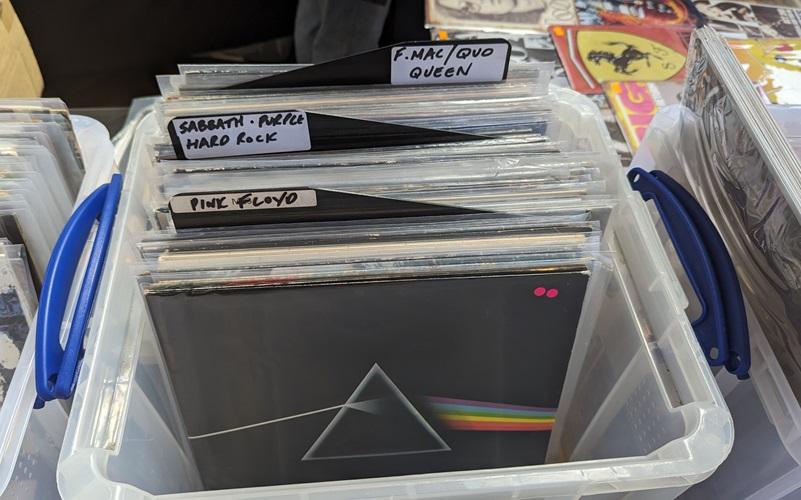 F. MAC/QUO
QUEEN
SABBATH · PURPLE
HARD ROCK
PINK FLOYD